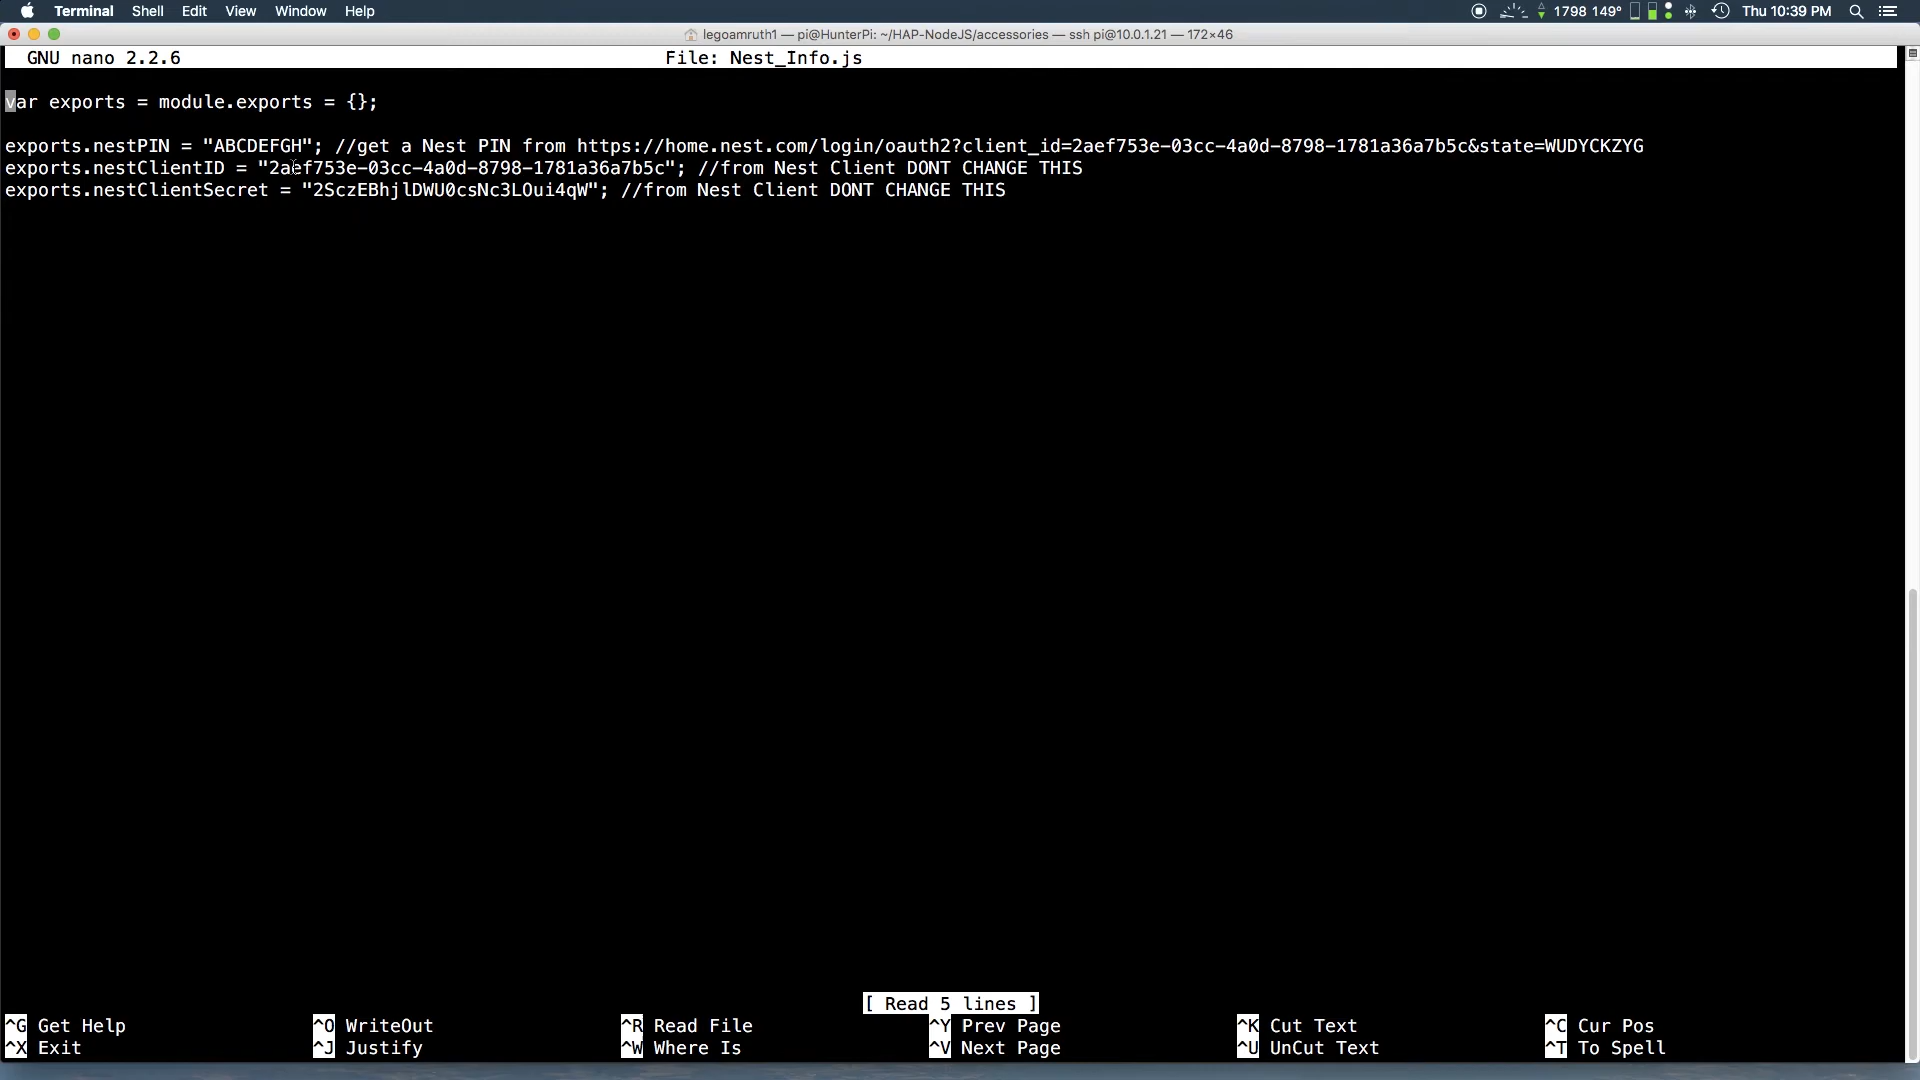 Terminal Shell Edit View Window Help 1798 149° Thu 10:39 PM
legoamruth1 — pi@HunterPi: ~/HAP-NodeJS/accessories — ssh pi@10.0.1.21 — 172×46
GNU nano 2.2.6 File: Nest_Info.js
var exports = module.exports = {};
exports.nestPIN = "ABCDEFGH"; //get a Nest PIN from https://home.nest.com/login/oauth2?client_id=2aef753e-03cc-4a0d-8798-1781a36a7b5c&state=WUDYCKZYG
exports.nestClientID = "2aef753e-03cc-4a0d-8798-1781a36a7b5c"; //from Nest Client DONT CHANGE THIS
exports.nestClientSecret = "2SczEBhjlDWU0csNc3LOui4qW"; //from Nest Client DONT CHANGE THIS
[ Read 5 lines ]
^G Get Help ^O WriteOut ^R Read File ^Y Prev Page ^K Cut Text ^C Cur Pos
^X Exit ^J Justify ^W Where Is ^V Next Page ^U UnCut Text ^T To Spell